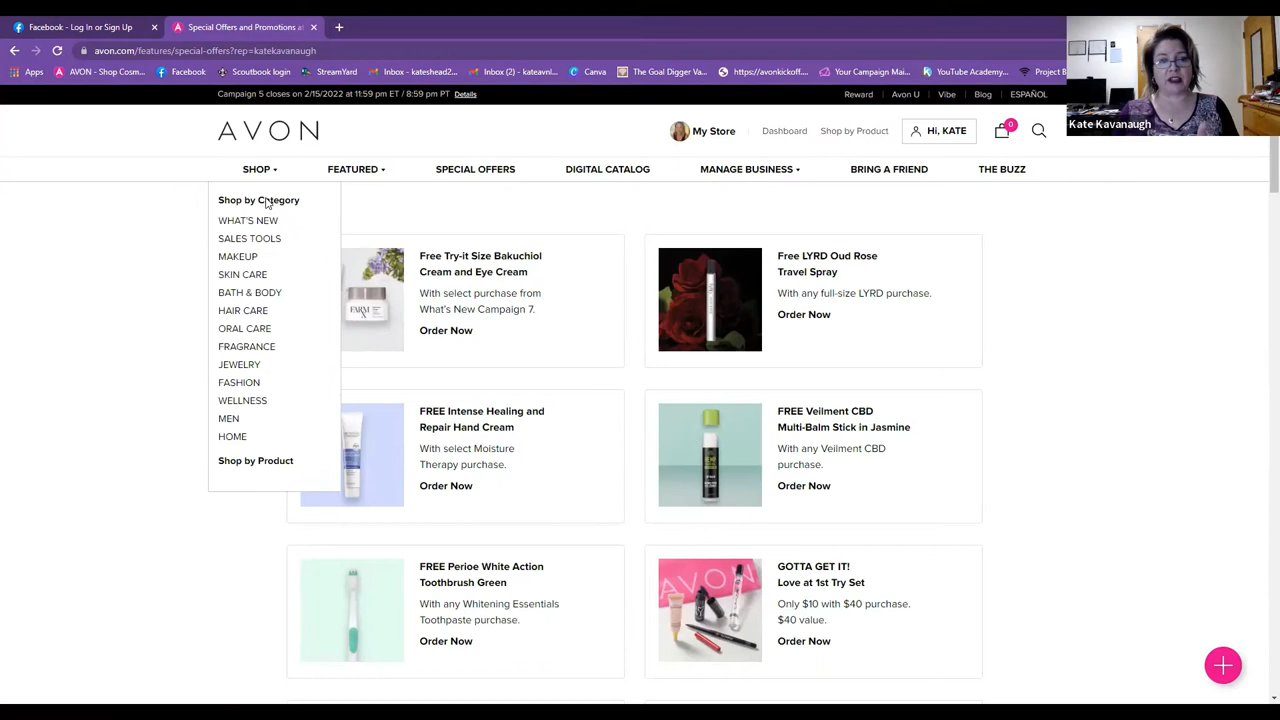 Facebook - Log In or Sign Up
Special Offers and Promotions at
avon.com/features/special-offers?rep=katekavanaugh
Apps
AVON - Shop Cosm...
Facebook
Scoutbook login
StreamYard
Inbox - kateshead2...
Inbox (2) - kateavnl...
Canva
The Goal Digger Va...
https://avonkickoff...
Your Campaign Mai...
YouTube Academy...
Project B
Kate Kavanaugh
Campaign 5 closes on 2/15/2022 at 11:59 pm ET / 8:59 pm PT Details
Reward
Avon U
Vibe
Blog
ESPAÑOL
AVON
My Store
Dashboard
Shop by Product
Hi, KATE
0
SHOP
FEATURED
SPECIAL OFFERS
DIGITAL CATALOG
MANAGE BUSINESS
BRING A FRIEND
THE BUZZ
Shop by Category
WHAT'S NEW
SALES TOOLS
MAKEUP
SKIN CARE
BATH & BODY
HAIR CARE
ORAL CARE
FRAGRANCE
JEWELRY
FASHION
WELLNESS
MEN
HOME
Shop by Product
Free Try-it Size Bakuchiol
Cream and Eye Cream
With select purchase from
What's New Campaign 7.
Order Now
Free LYRD Oud Rose
Travel Spray
With any full-size LYRD purchase.
Order Now
FREE Intense Healing and
Repair Hand Cream
With select Moisture
Therapy purchase.
Order Now
FREE Veilment CBD
Multi-Balm Stick in Jasmine
With any Veilment CBD
purchase.
Order Now
FREE Perioe White Action
Toothbrush Green
With any Whitening Essentials
Toothpaste purchase.
Order Now
AVON
GOTTA GET IT!
Love at 1st Try Set
Only $10 with $40 purchase.
$40 value.
Order Now